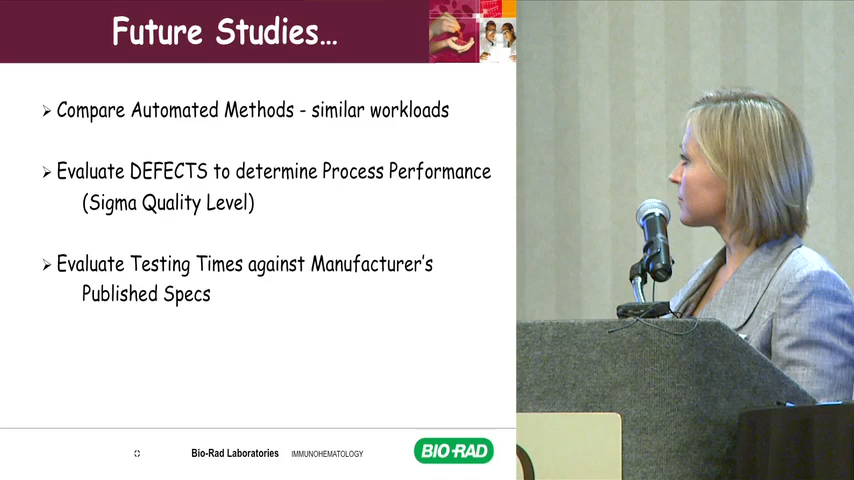 Future Studies…
Compare Automated Methods - similar workloads
Evaluate DEFECTS to determine Process Performance
(Sigma Quality Level)
Evaluate Testing Times against Manufacturer's
Published Specs
Bio-Rad Laboratories IMMUNOHEMATOLOGY
BIO-RAD